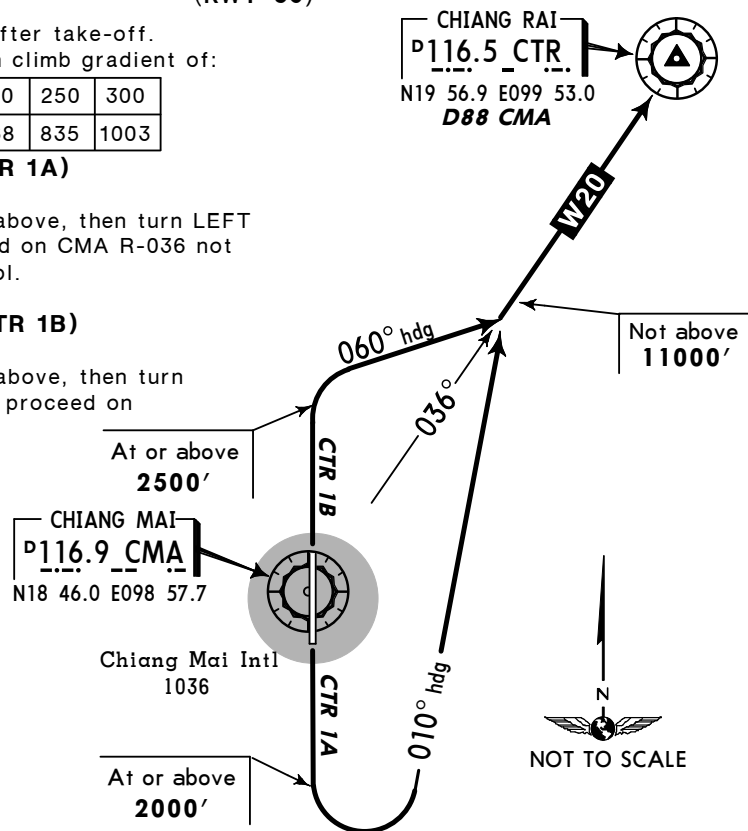 fter take-off.
climb gradient of:
0 250 300
8 835 1003
R 1A)
above, then turn LEFT
d on CMA R-036 not
ol.
TR 1B)
above, then turn
proceed on
CHIANG RAI
D 116.5 CTR
N19 56.9 E099 53.0
D88 CMA
W20
Not above
11000'
060° hdg
036°
At or above
2500'
CTR 1B
CHIANG MAI
D 116.9 CMA
N18 46.0 E098 57.7
Chiang Mai Intl
1036
CTR 1A
010° hdg
At or above
2000'
N
NOT TO SCALE